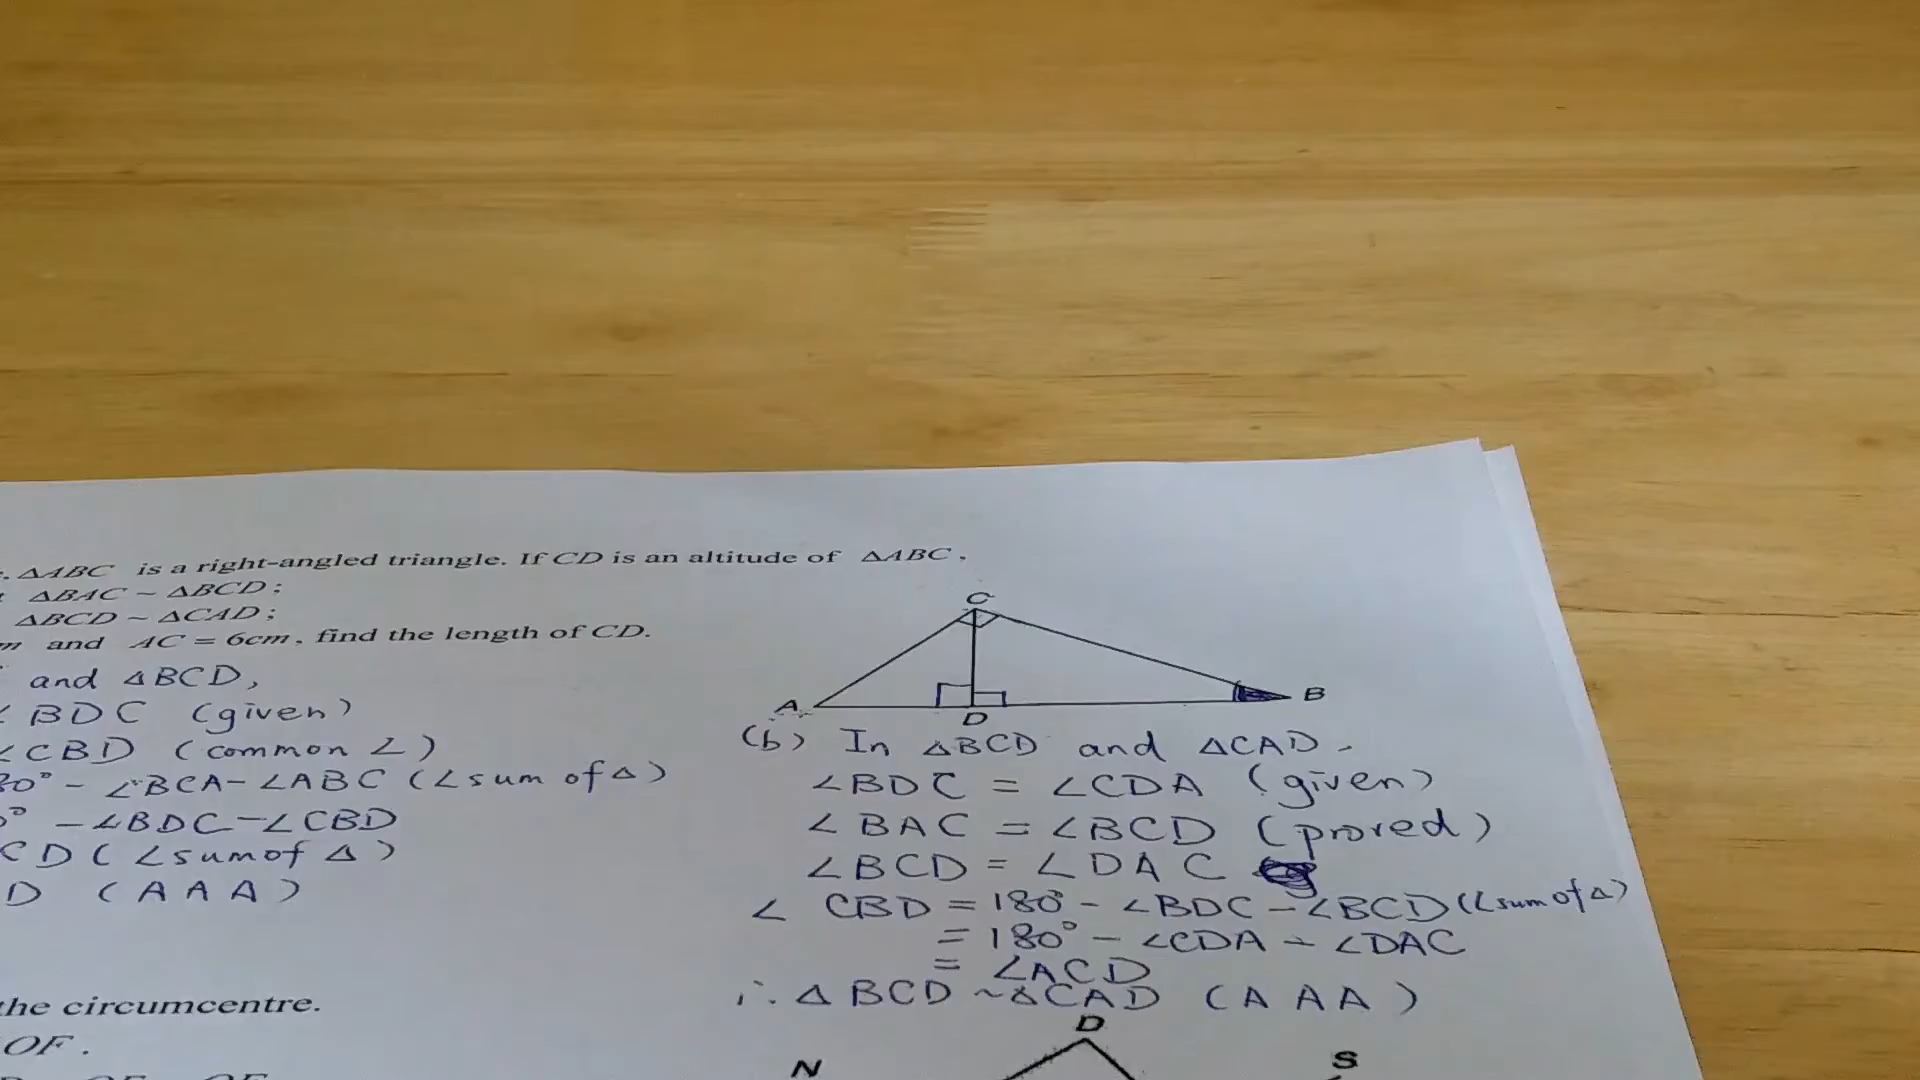 . ΔABC is a right-angled triangle. If CD is an altitude of ΔABC,
ΔBAC ~ ΔBCD;
ΔBCD ~ ΔCAD;
and AC = 6cm, find the length of CD.
and ΔBCD,
∠BDC (given)
∠CBD (common ∠)
80° - ∠BCA - ∠ABC (∠sum of Δ)
° - ∠BDC - ∠CBD
CD (∠sum of Δ)
D (AAA)
C
A
D
B
(b) In ΔBCD and ΔCAD.
∠BDC = ∠CDA (given)
∠BAC = ∠BCD (proved)
∠BCD = ∠DAC
∠CBD = 180° - ∠BDC - ∠BCD (∠sum of Δ)
= 180° - ∠CDA - ∠DAC
= ∠ACD
∴ ΔBCD ~ ΔCAD (AAA)
the circumcentre.
OF.
D
N
S